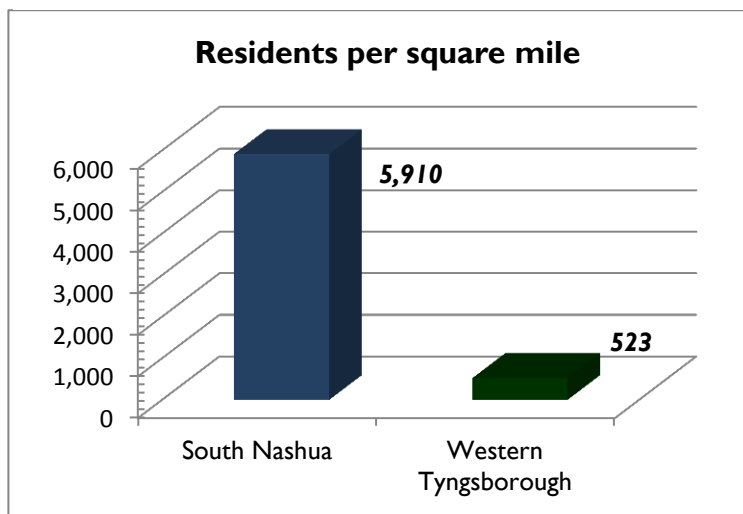 Residents per square mile
6,000
5,000
4,000
3,000
2,000
1,000
0
5,910
523
South Nashua
Western
Tyngsborough